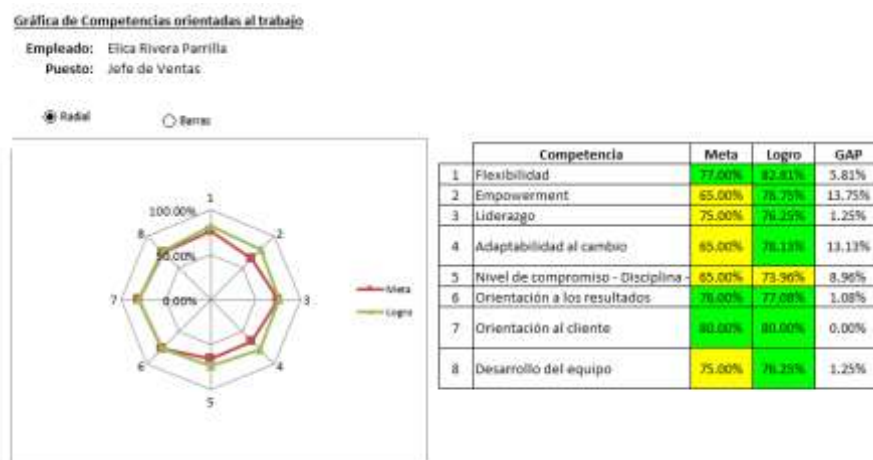 Gráfica de Competencias orientadas al trabajo
Empleado: Elica Rivera Parrilla
Puesto: Jefe de Ventas
Radial
Barras
1
100.00%
8
2
50.00%
7
0.00%
3
6
4
5
Meta
Logro
Competencia Meta Logro GAP
1 Flexibilidad 77.00% 82.81% 5.81%
2 Empowerment 65.00% 78.75% 13.75%
3 Liderazgo 75.00% 76.25% 1.25%
4 Adaptabilidad al cambio 65.00% 78.13% 13.13%
5 Nivel de compromiso - Disciplina - 65.00% 73.96% 8.96%
6 Orientación a los resultados 76.00% 77.08% 1.08%
7 Orientación al cliente 80.00% 80.00% 0.00%
8 Desarrollo del equipo 75.00% 76.25% 1.25%